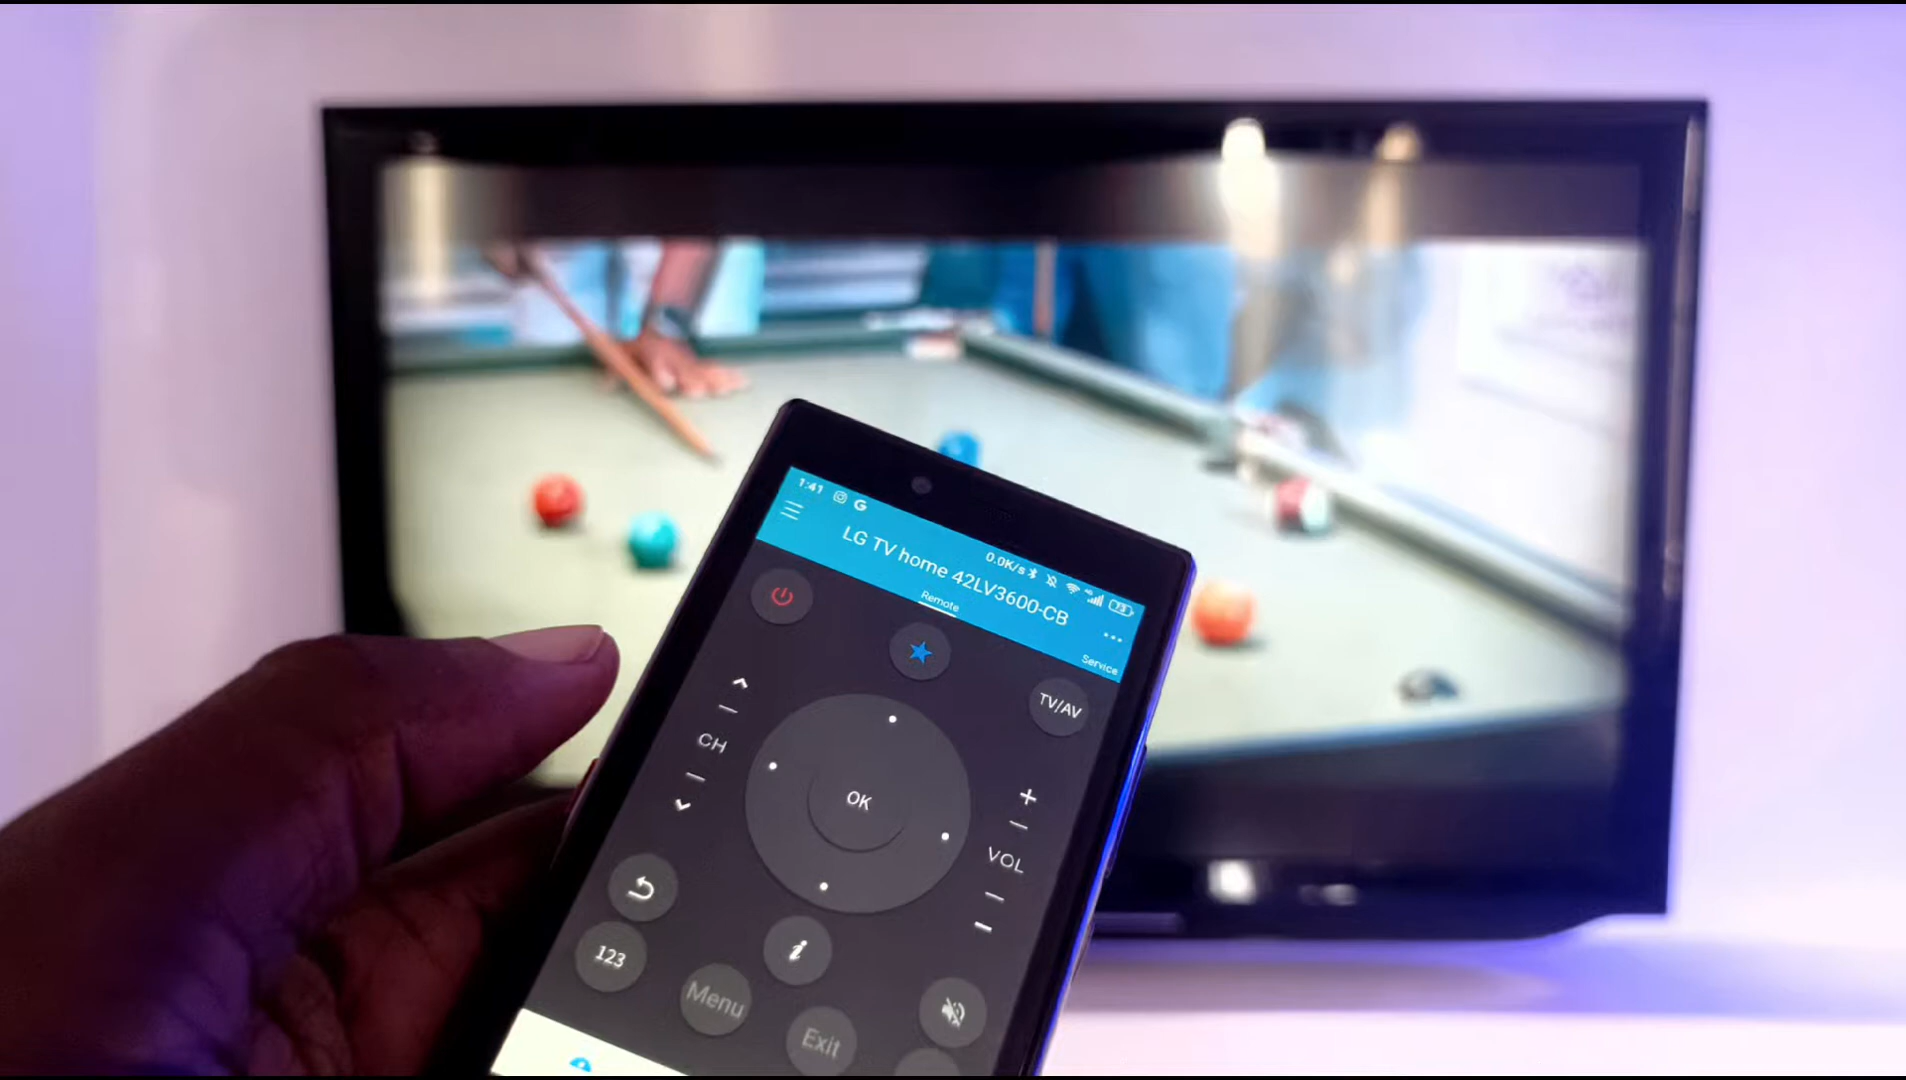 1:41
0.0K/s
73
LG TV home 42LV3600-CB
Remote
Service
TV/AV
CH
OK
VOL
123
Menu
Exit